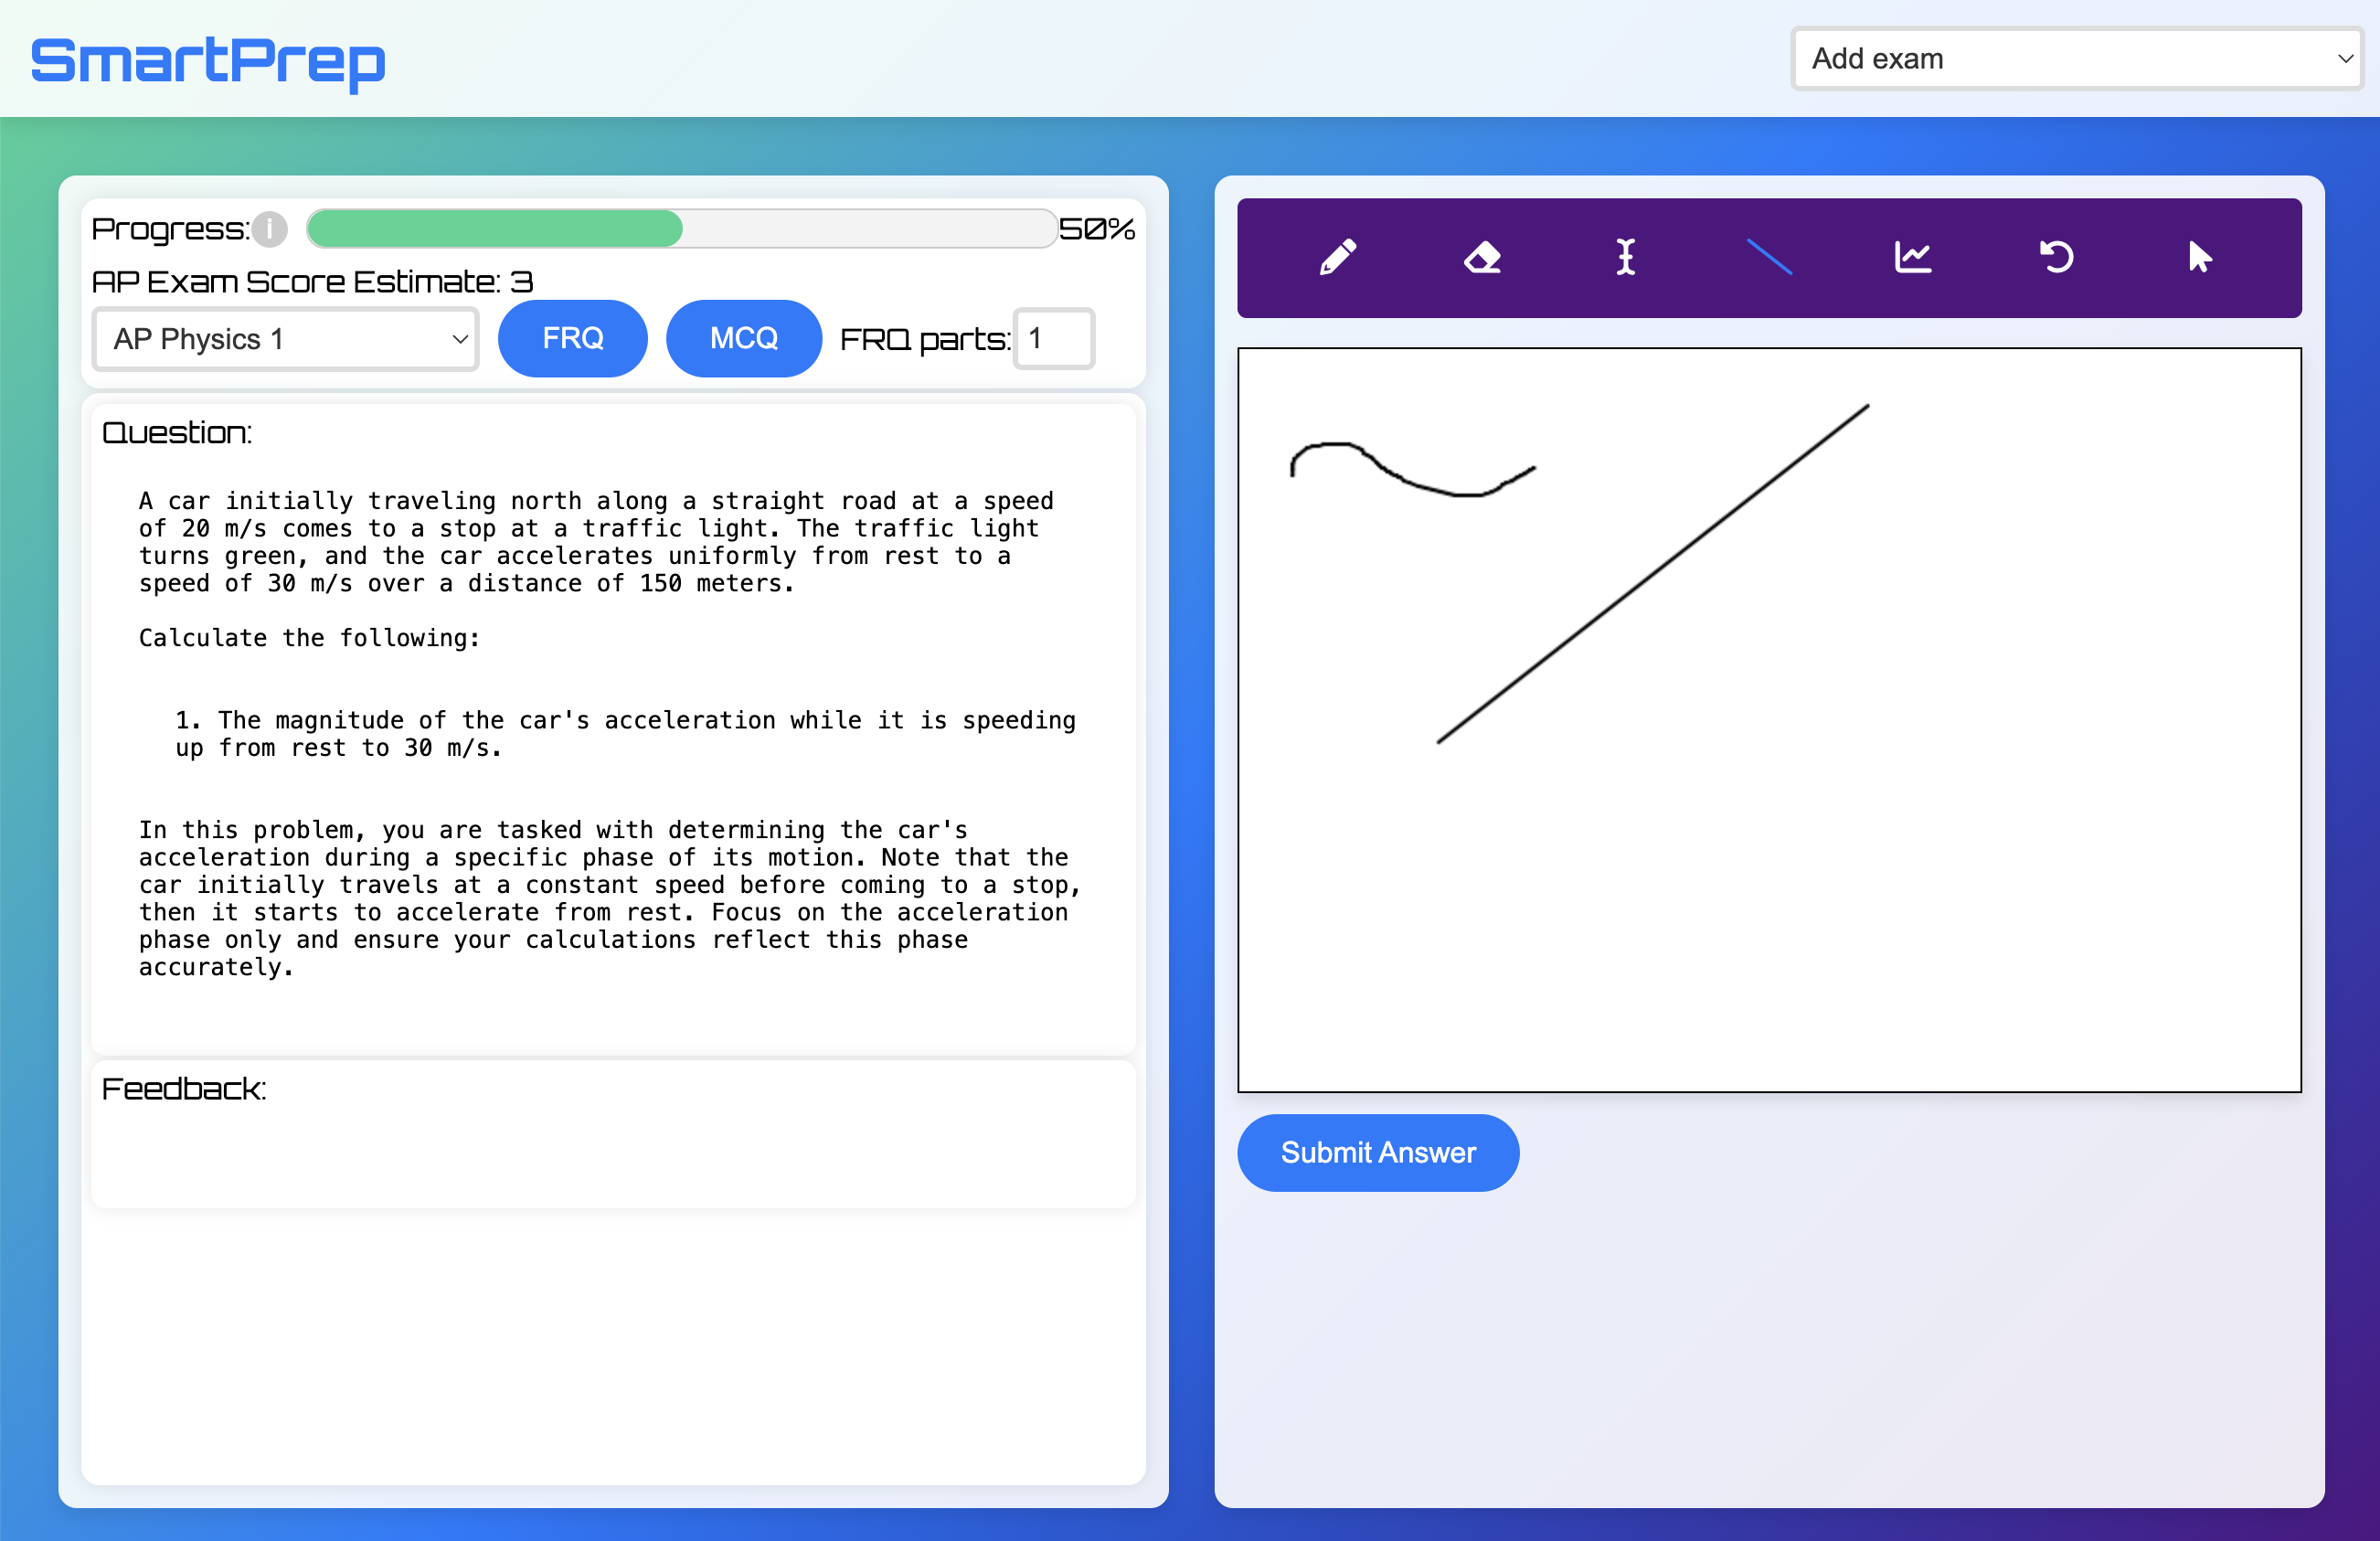 SmartPrep
Add exam
Progress: i 50%
AP Exam Score Estimate: 3
AP Physics 1 FRQ MCQ FRQ parts: 1
Question:
A car initially traveling north along a straight road at a speed
of 20 m/s comes to a stop at a traffic light. The traffic light
turns green, and the car accelerates uniformly from rest to a
speed of 30 m/s over a distance of 150 meters.
Calculate the following:
1. The magnitude of the car's acceleration while it is speeding
up from rest to 30 m/s.
In this problem, you are tasked with determining the car's
acceleration during a specific phase of its motion. Note that the
car initially travels at a constant speed before coming to a stop,
then it starts to accelerate from rest. Focus on the acceleration
phase only and ensure your calculations reflect this phase
accurately.
Feedback:
Submit Answer